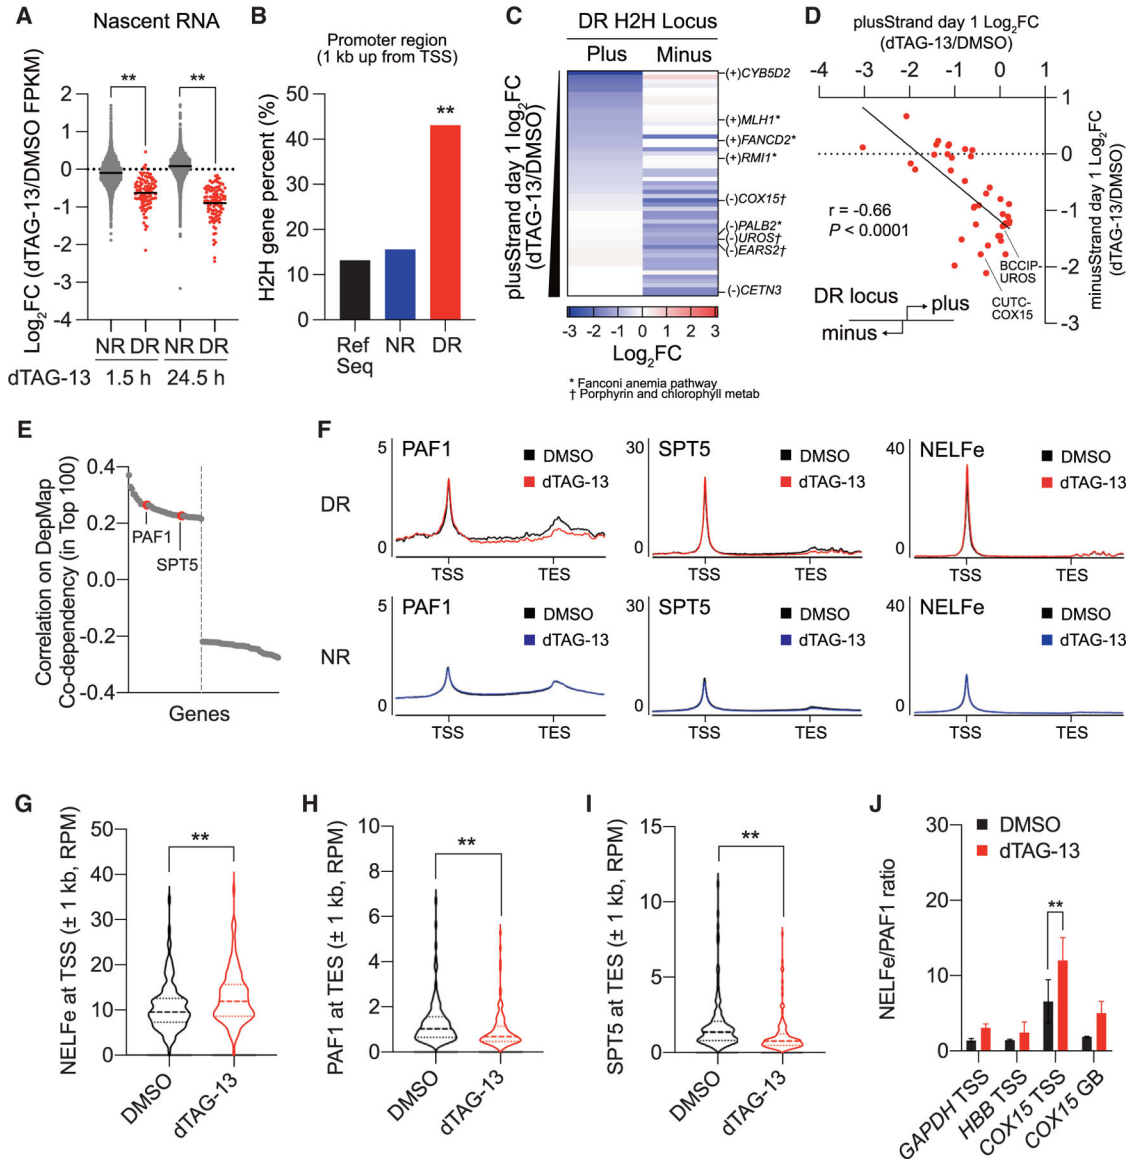 A
Nascent RNA
Log2FC (dTAG-13/DMSO FPKM)
2
1
0
-1
-2
-3
-4
**
**
NR DR NR DR
dTAG-13 1.5 h 24.5 h
B
Promoter region
(1 kb up from TSS)
H2H gene percent (%)
50
40
30
20
10
0
**
Ref
Seq
NR
DR
C
DR H2H Locus
Plus Minus
plusStrand day 1 log2FC
(dTAG-13/DMSO)
(+)CYB5D2
(+)MLH1*
(+)FANCD2*
(+)RMI1*
(-)COX15†
(-)PALB2*
(-)UROS†
(-)EARS2†
(-)CETN3
-3 -2 -1 0 1 2 3
Log2FC
* Fanconi anemia pathway
† Porphyrin and chlorophyll metab
D
plusStrand day 1 Log2FC
(dTAG-13/DMSO)
-4 -3 -2 -1 0 1
1
0
-1
-2
-3
minusStrand day 1 Log2FC
(dTAG-13/DMSO)
r = -0.66
P < 0.0001
BCCIP-
UROS
CUTC-
COX15
DR locus
plus
minus
E
Correlation on DepMap
Co-dependency (in Top 100)
0.4
0.2
0.0
-0.2
-0.4
PAF1
SPT5
Genes
F
DR
5
0
PAF1
DMSO
dTAG-13
TSS TES
30
0
SPT5
DMSO
dTAG-13
TSS TES
40
0
NELFe
DMSO
dTAG-13
TSS TES
NR
5
0
PAF1
DMSO
dTAG-13
TSS TES
30
0
SPT5
DMSO
dTAG-13
TSS TES
40
0
NELFe
DMSO
dTAG-13
TSS TES
G
NELFe at TSS (± 1 kb, RPM)
50
40
30
20
10
0
**
DMSO
dTAG-13
H
PAF1 at TES (± 1 kb, RPM)
10
8
6
4
2
0
**
DMSO
dTAG-13
I
SPT5 at TES (± 1 kb, RPM)
15
10
5
0
**
DMSO
dTAG-13
J
NELFe/PAF1 ratio
30
20
10
0
DMSO
dTAG-13
**
GAPDH TSS
HBB TSS
COX15 TSS
COX15 GB